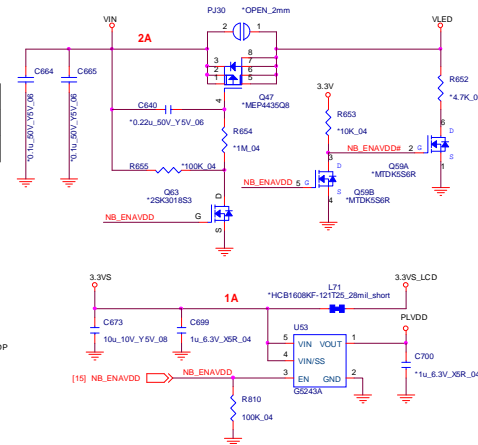 PJ30 *OPEN_2mm
VIN
2 1
VLED
2A
C664
C665
3
2
1
8
7
6
5
4
Q47
*MEP4435Q8
*0.1u_50V_Y5V_06
*0.1u_50V_Y5V_06
C640
*0.22u_50V_Y5V_06
R654
*1M_04
R655 *100K_04
3.3V
R653
*10K_04
R652
*4.7K_0
NB_ENAVDD# 2 G
6
D
S
1
Q59A
*MTDK5S6R
NB_ENAVDD 5 G
3
D
S
4
Q59B
*MTDK5S6R
Q63
*2SK3018S3
NB_ENAVDD G
D
S
3.3VS
1A
L71
*HCB1608KF-121T25_28mil_short
3.3VS_LCD
PLVDD
C673
10u_10V_Y5V_08
C699
1u_6.3V_X5R_04
U53
5 VIN VOUT 1
4 VIN/SS
3 EN GND 2
G5243A
C700
*1u_6.3V_X5R_04
OP
[15] NB_ENAVDD
NB_ENAVDD
R810
100K_04